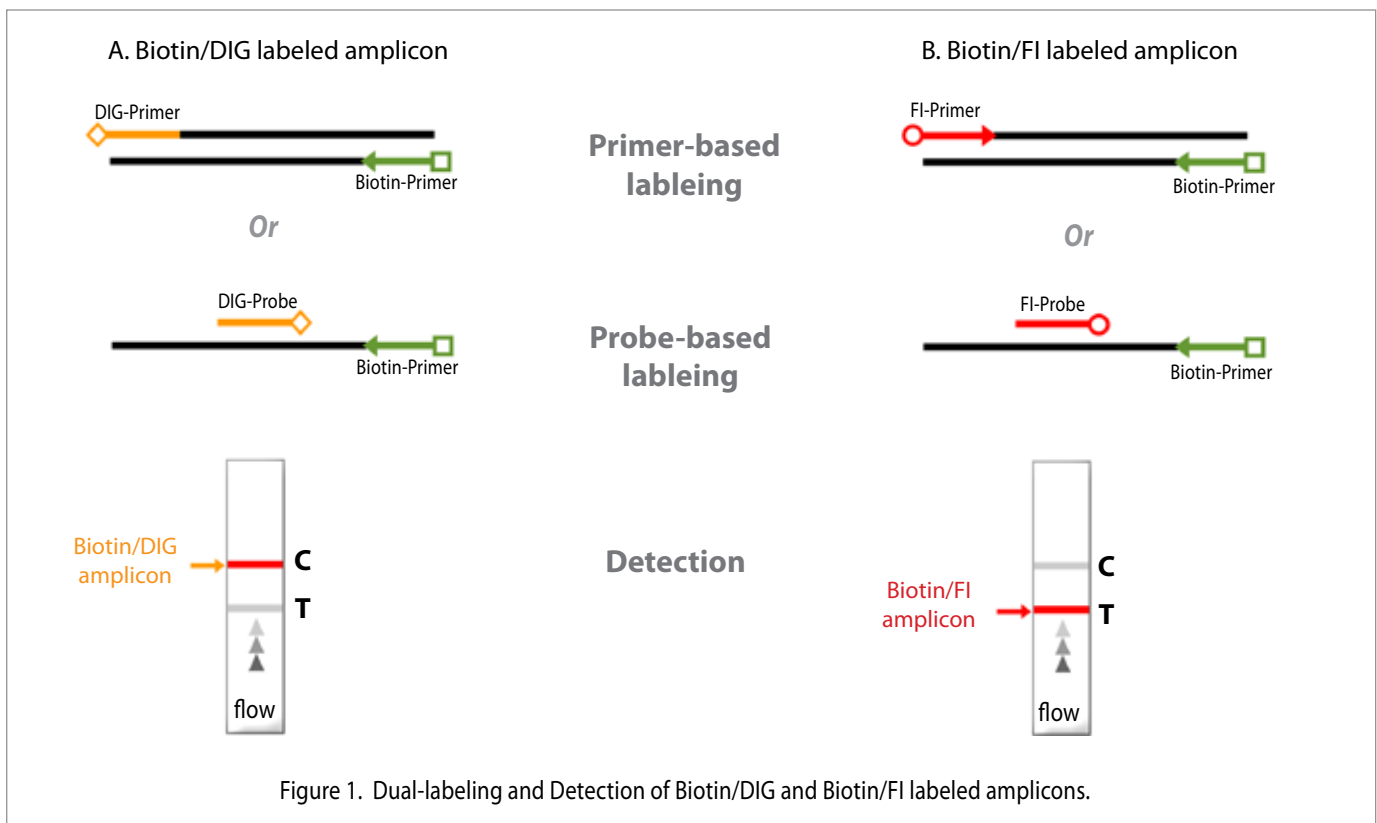 A. Biotin/DIG labeled amplicon
B. Biotin/FI labeled amplicon
DIG-Primer
Biotin-Primer
FI-Primer
Biotin-Primer
Primer-based
lableing
Or
Or
DIG-Probe
Biotin-Primer
FI-Probe
Biotin-Primer
Probe-based
lableing
Biotin/DIG
amplicon
C
T
flow
Detection
Biotin/FI
amplicon
C
T
flow
Figure 1. Dual-labeling and Detection of Biotin/DIG and Biotin/FI labeled amplicons.